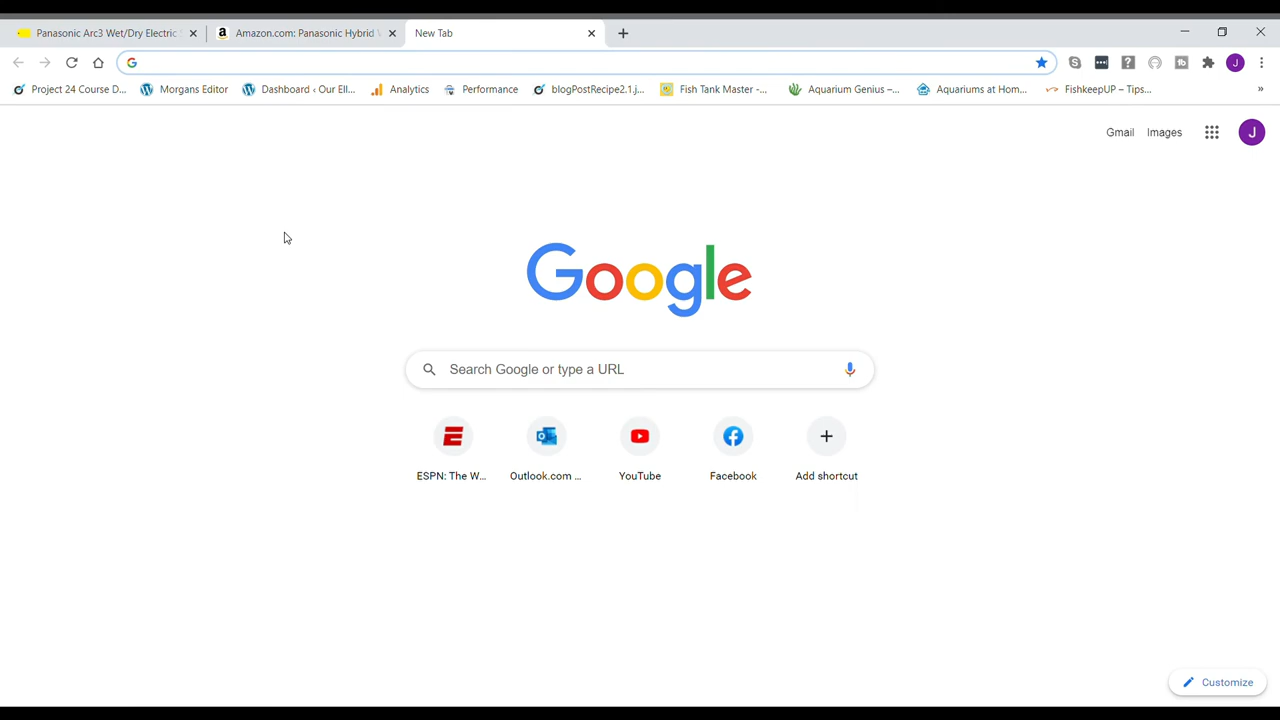 Panasonic Arc3 Wet/Dry Electric
Amazon.com: Panasonic Hybrid
New Tab
Project 24 Course D...
Morgans Editor
Dashboard ‹ Our Ell...
Analytics
Performance
blogPostRecipe2.1.j...
Fish Tank Master -...
Aquarium Genius –...
Aquariums at Hom...
FishkeepUP – Tips...
»
Gmail
Images
J
Google
Search Google or type a URL
ESPN: The W...
Outlook.com ...
YouTube
Facebook
Add shortcut
Customize